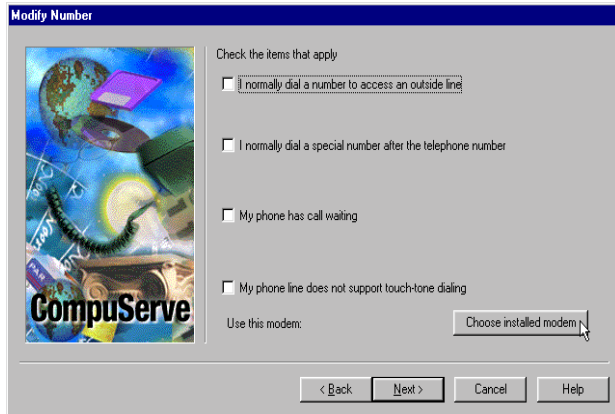 Modify Number
Check the items that apply
I normally dial a number to access an outside line
I normally dial a special number after the telephone number
My phone has call waiting
My phone line does not support touch-tone dialing
PAR
CompuServe
Use this modem:
Choose installed modem
< Back
Next >
Cancel
Help